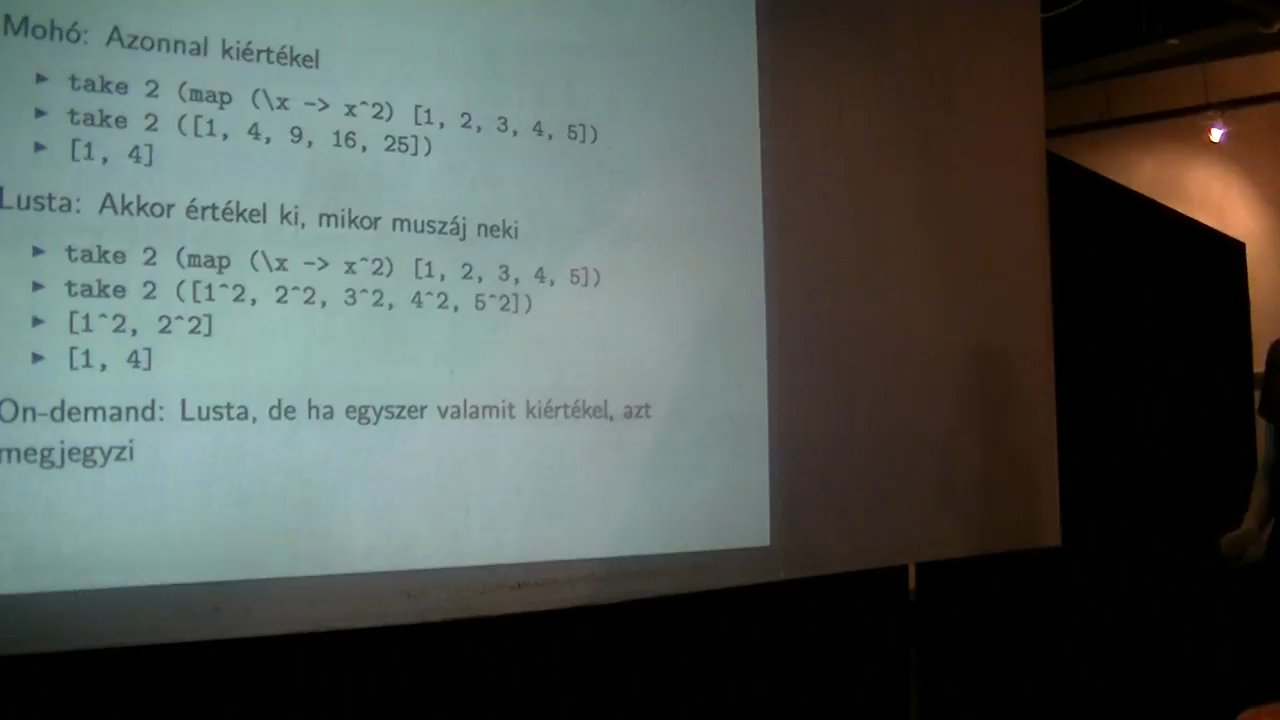 Mohó: Azonnal kiértékel
► take 2 (map (\x -> x^2) [1, 2, 3, 4, 5])
► take 2 ([1, 4, 9, 16, 25])
► [1, 4]
Lusta: Akkor értékel ki, mikor muszáj neki
► take 2 (map (\x -> x^2) [1, 2, 3, 4, 5])
► take 2 ([1^2, 2^2, 3^2, 4^2, 5^2])
► [1^2, 2^2]
► [1, 4]
On-demand: Lusta, de ha egyszer valamit kiértékel, azt
megjegyzi